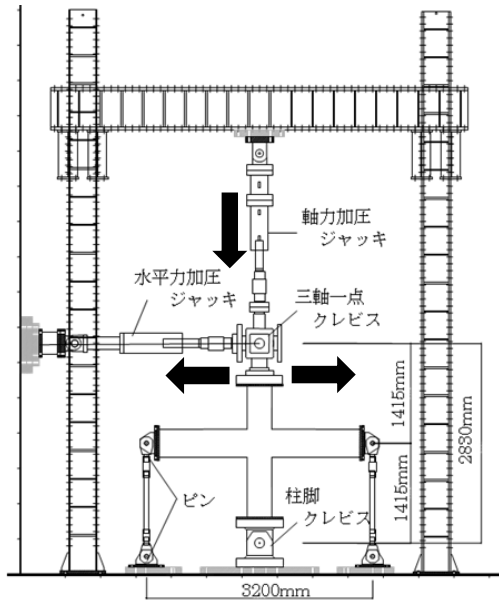 軸力加圧
ジャッキ
水平力加圧
ジャッキ
三軸一点
クレビス
1415mm
2830mm
1415mm
ピン
柱脚
クレビス
3200mm